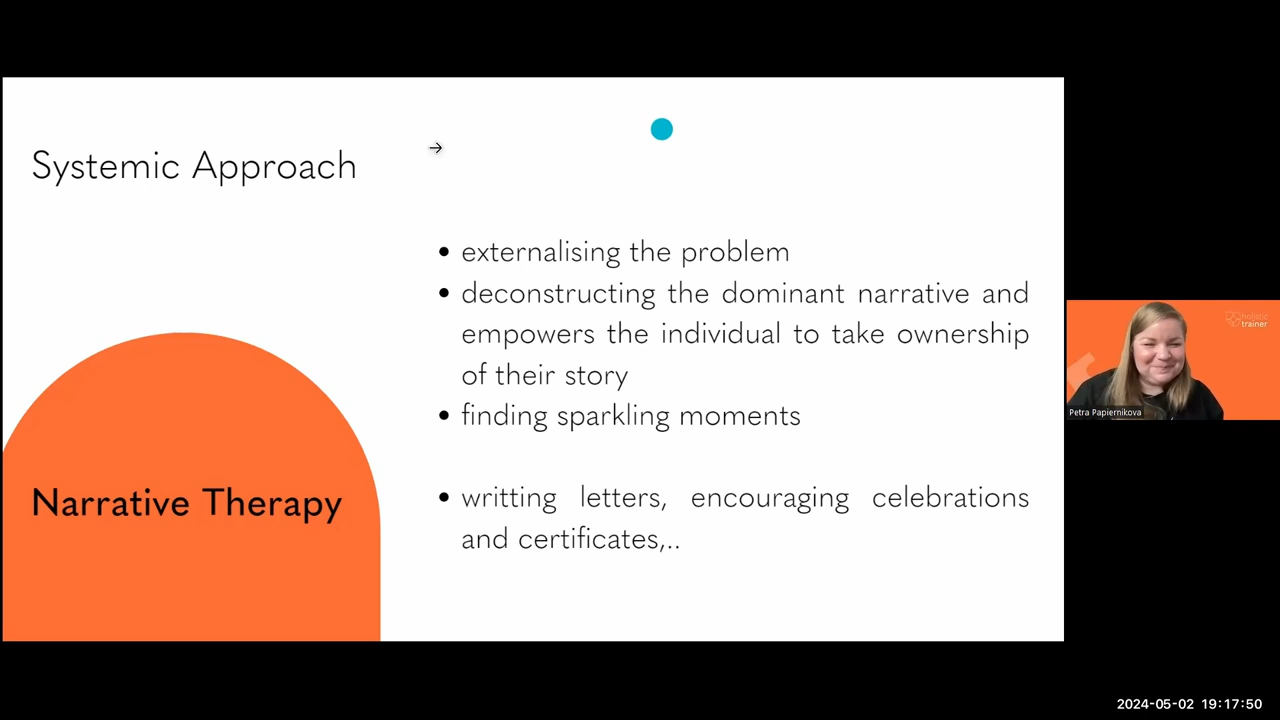 Systemic Approach
• externalising the problem
• deconstructing the dominant narrative and
empowers the individual to take ownership
of their story
• finding sparkling moments
Narrative Therapy
• writting letters, encouraging celebrations
and certificates,..
holistic
trainer
Petra Papiernikova
2024-05-02 19:17:50